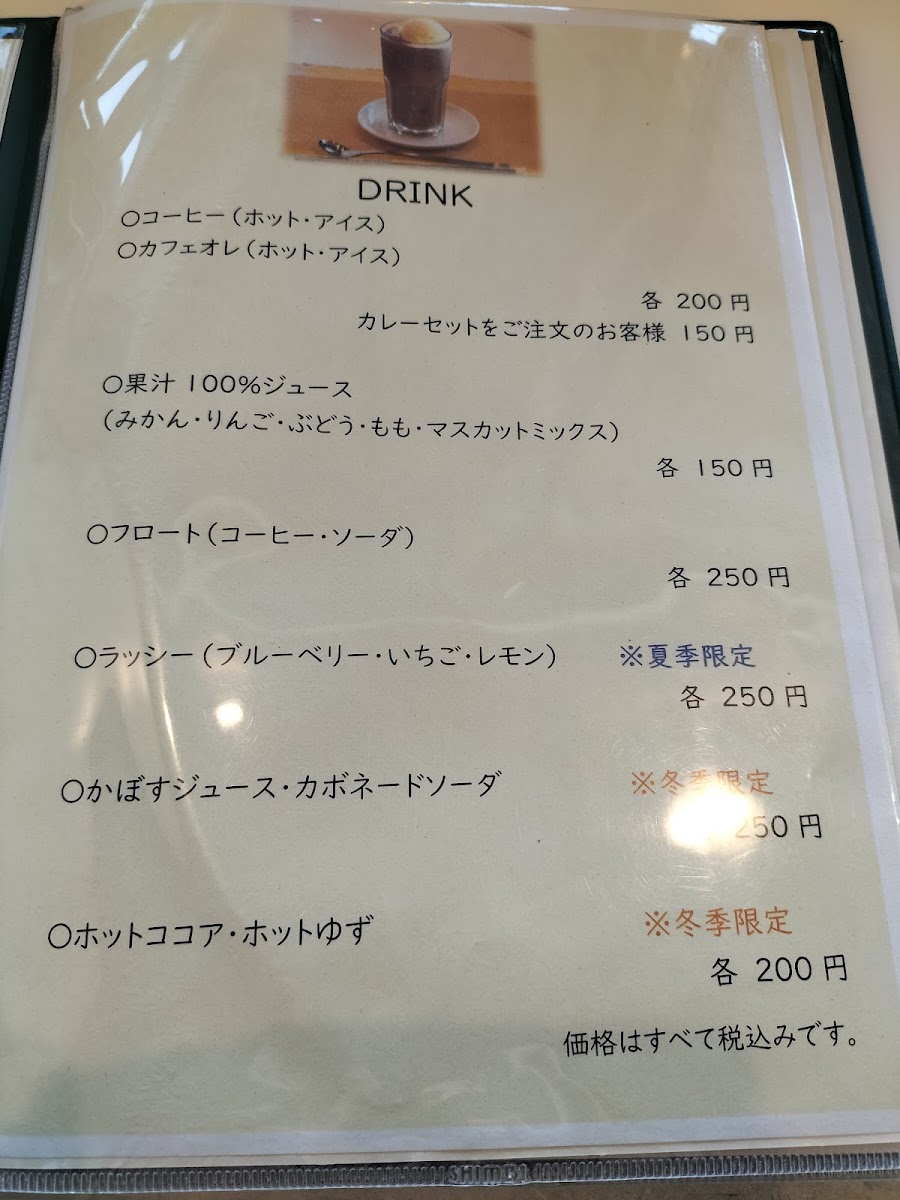 DRINK
○コーヒー(ホット・アイス)
○カフェオレ(ホット・アイス)
各 200 円
カレーセットをご注文のお客様 150 円
○果汁 100%ジュース
(みかん・りんご・ぶどう・もも・マスカットミックス)
各 150 円
○フロート(コーヒー・ソーダ)
各 250 円
○ラッシー(ブルーベリー・いちご・レモン) ※夏季限定
各 250 円
○かぼすジュース・カボネードソーダ ※冬季限定
250 円
○ホットココア・ホットゆず ※冬季限定
各 200 円
価格はすべて税込みです。